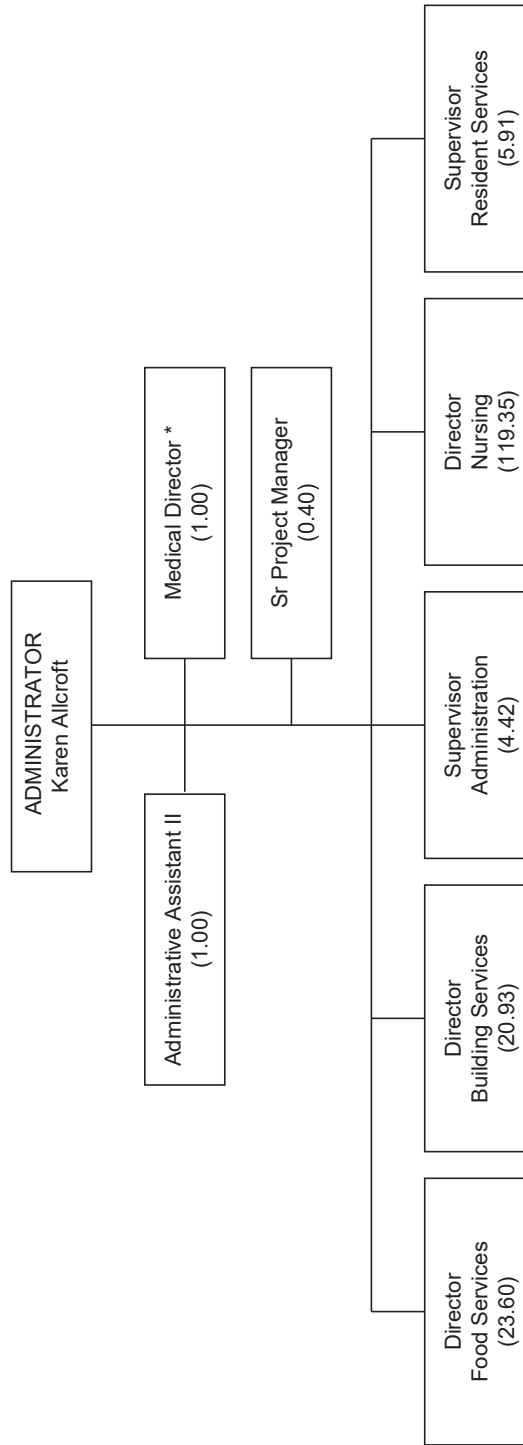 ADMINISTRATOR
Karen Allcroft
Administrative Assistant II
(1.00)
Medical Director *
(1.00)
Sr Project Manager
(0.40)
Director
Food Services
(23.60)
Director
Building Services
(20.93)
Supervisor
Administration
(4.42)
Director
Nursing
(119.35)
Supervisor
Resident Services
(5.91)